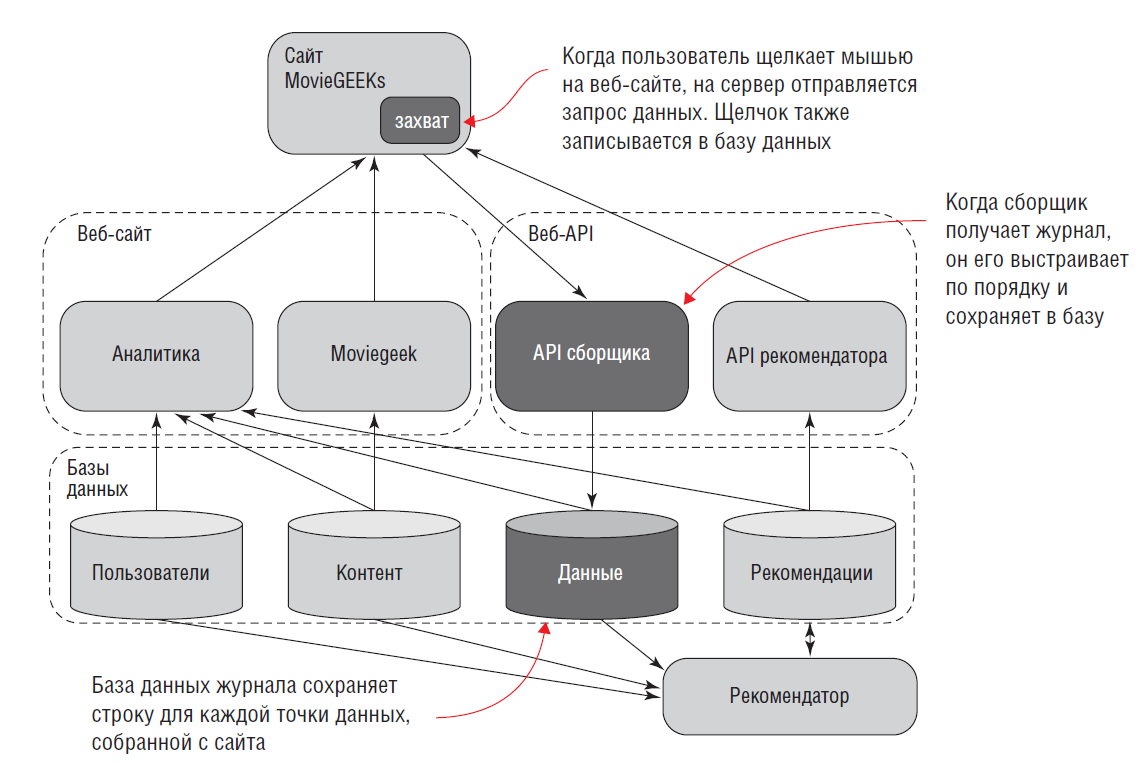 Сайт
MovieGEEKs
захват
Когда пользователь щелкает мышью
на веб-сайте, на сервер отправляется
запрос данных. Щелчок также
записывается в базу данных
Когда сборщик
получает журнал,
он его выстраивает
по порядку и
сохраняет в базу
Веб-сайт
Веб-API
Аналитика
Moviegeek
API сборщика
API рекомендатора
Базы
данных
Пользователи
Контент
Данные
Рекомендации
База данных журнала сохраняет
строку для каждой точки данных,
собранной с сайта
Рекомендатор